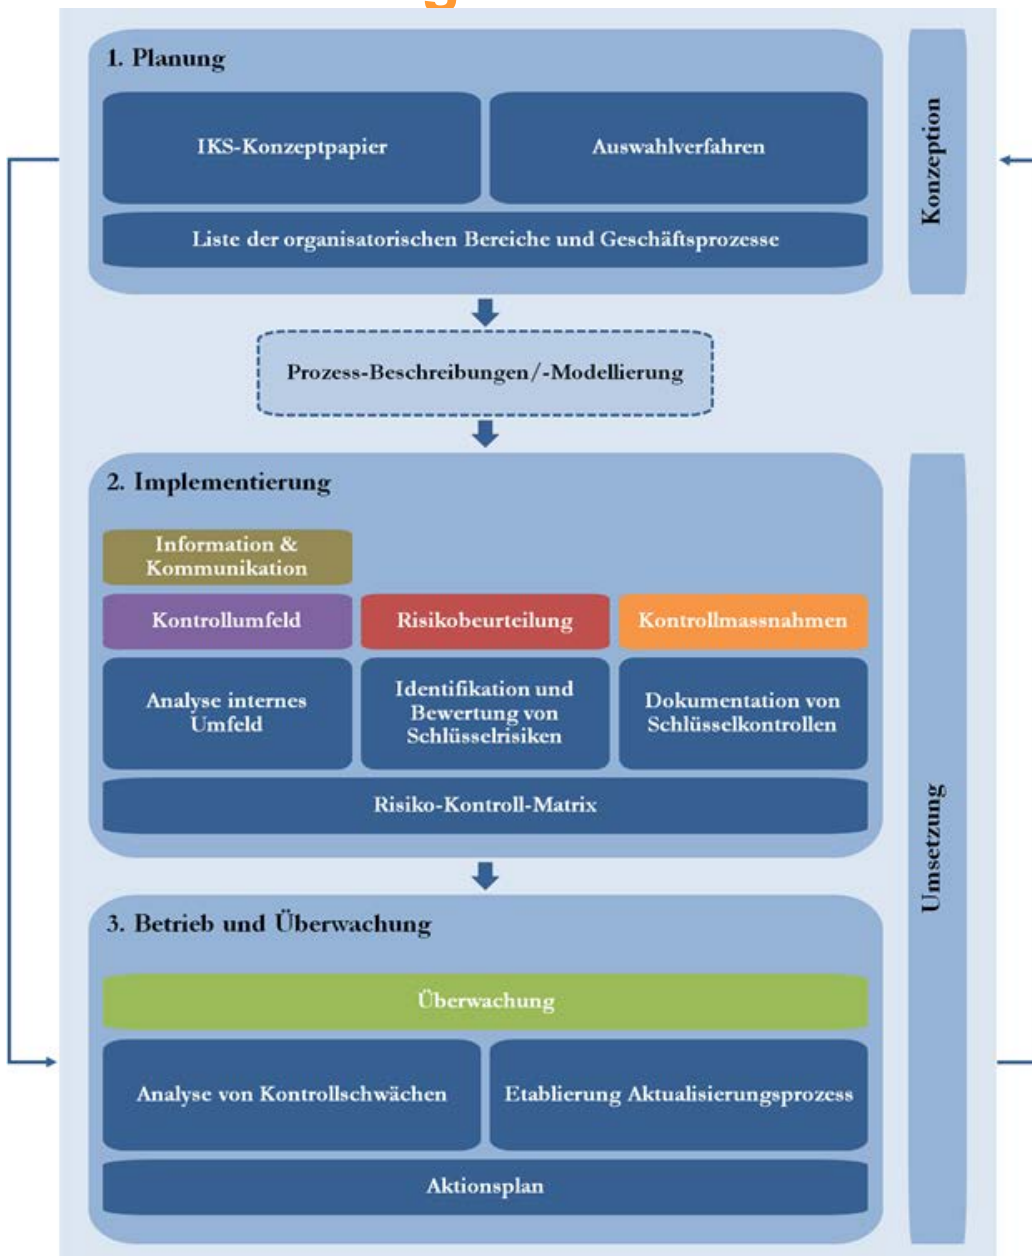 1. Planung
IKS-Konzeptpapier
Auswahlverfahren
Liste der organisatorischen Bereiche und Geschäftsprozesse
Konzeption
Prozess-Beschreibungen/-Modellierung
2. Implementierung
Information &
Kommunikation
Kontrollumfeld
Risikobeurteilung
Kontrollmassnahmen
Analyse internes
Umfeld
Identifikation und
Bewertung von
Schlüsselrisiken
Dokumentation von
Schlüsselkontrollen
Risiko-Kontroll-Matrix
Umsetzung
3. Betrieb und Überwachung
Überwachung
Analyse von Kontrollschwächen
Etablierung Aktualisierungsprozess
Aktionsplan